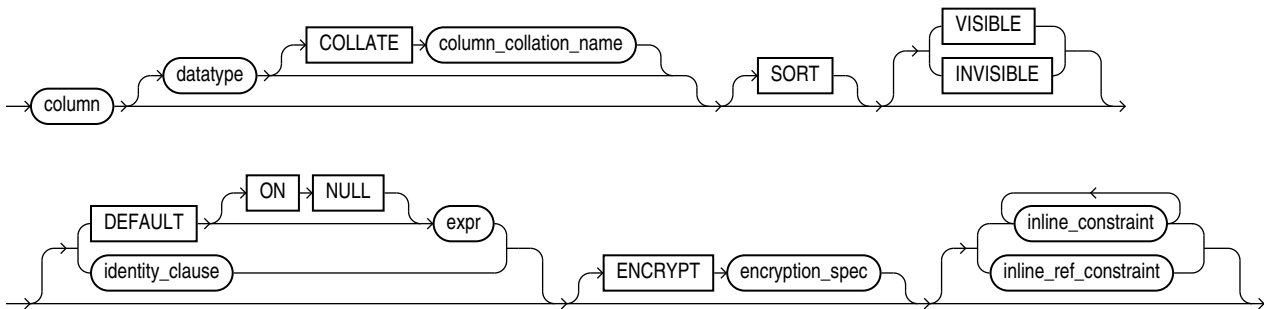 COLLATE column_collation_name VISIBLE
datatype SORT INVISIBLE
column
ON NULL
DEFAULT expr inline_constraint
identity_clause ENCRYPT encryption_spec inline_ref_constraint